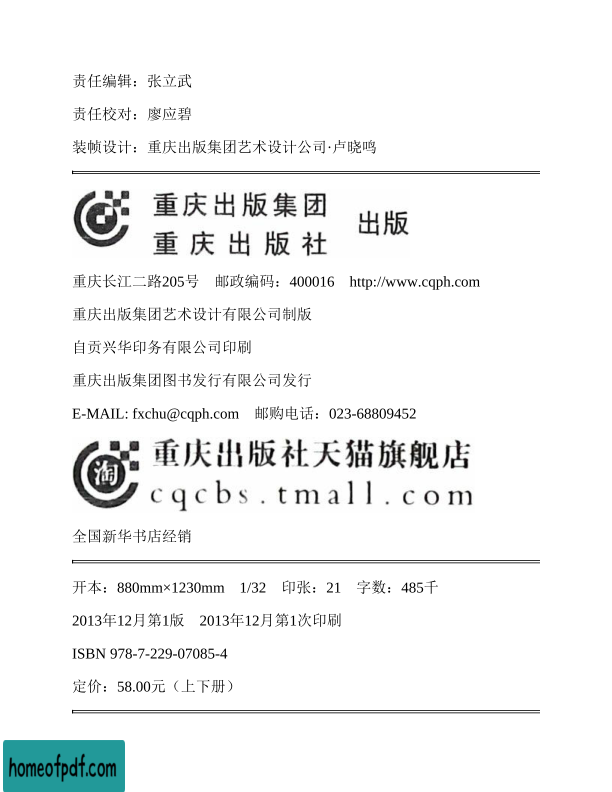 责任编辑：张立武
责任校对：廖应碧
装帧设计：重庆出版集团艺术设计公司·卢晓鸣
重庆出版集团
重庆出版社 出版
重庆长江二路205号 邮政编码：400016 http://www.cqph.com
重庆出版集团艺术设计有限公司制版
自贡兴华印务有限公司印刷
重庆出版集团图书发行有限公司发行
E-MAIL: fxchu@cqph.com 邮购电话：023-68809452
淘
重庆出版社天猫旗舰店
cqcbs.tmall.com
全国新华书店经销
开本：880mm×1230mm 1/32 印张：21 字数：485千
2013年12月第1版 2013年12月第1次印刷
ISBN 978-7-229-07085-4
定价：58.00元（上下册）
homeofpdf.com